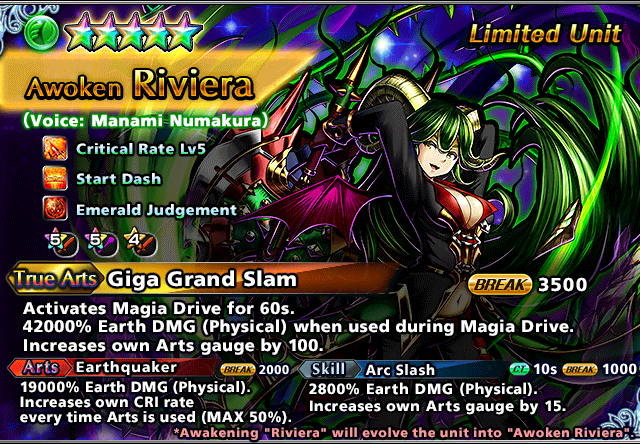 Limited Unit
Awoken Riviera
(Voice: Manami Numakura)
Critical Rate Lv5
Start Dash
Emerald Judgement
5 5 4
True Arts Giga Grand Slam BREAK 3500
Activates Magia Drive for 60s.
42000% Earth DMG (Physical) when used during Magia Drive.
Increases own Arts gauge by 100.
Arts Earthquaker BREAK 2000
19000% Earth DMG (Physical).
Increases own CRI rate
every time Arts is used (MAX 50%).
Skill Arc Slash CT 10s BREAK 1000
2800% Earth DMG (Physical).
Increases own Arts gauge by 15.
*Awakening "Riviera" will evolve the unit into "Awoken Riviera".